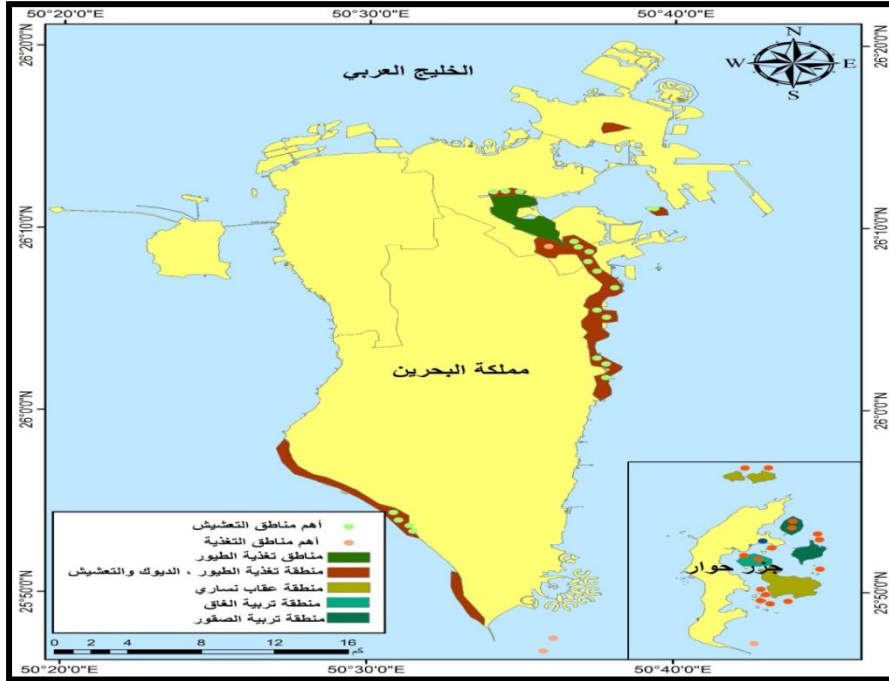 50°20'0"E 50°30'0"E 50°40'0"E
26°20'0"N 26°20'0"N
N
W E
S
الخليج العربي
26°10'0"N 26°10'0"N
مملكة البحرين
26°0'0"N 26°0'0"N
جزر حوار
أهم مناطق التعشيش
أهم مناطق التغذية
مناطق تغذية الطيور
منطقة تغذية الطيور ، الديوك والتعشيش
منطقة عقاب نساري
منطقة تربية الغاق
منطقة تربية الصقور
25°50'0"N 25°50'0"N
0 2 4 8 12 16
كم
50°20'0"E 50°30'0"E 50°40'0"E